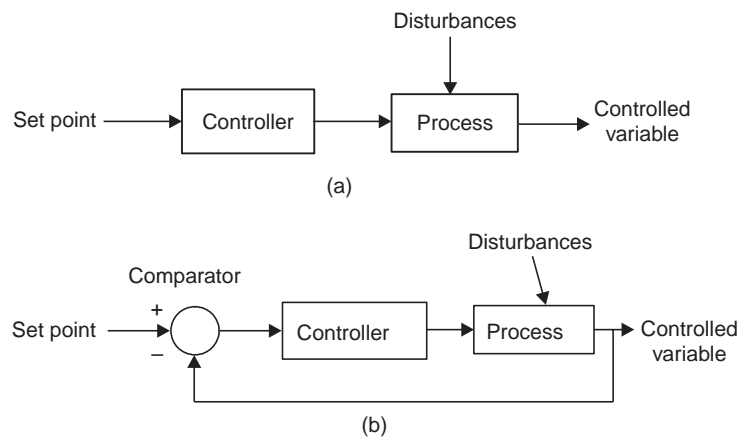 Disturbances
Set point
Controller
Process
Controlled
variable
(a)
Disturbances
Comparator
+
Set point
−
Controller
Process
Controlled
variable
(b)